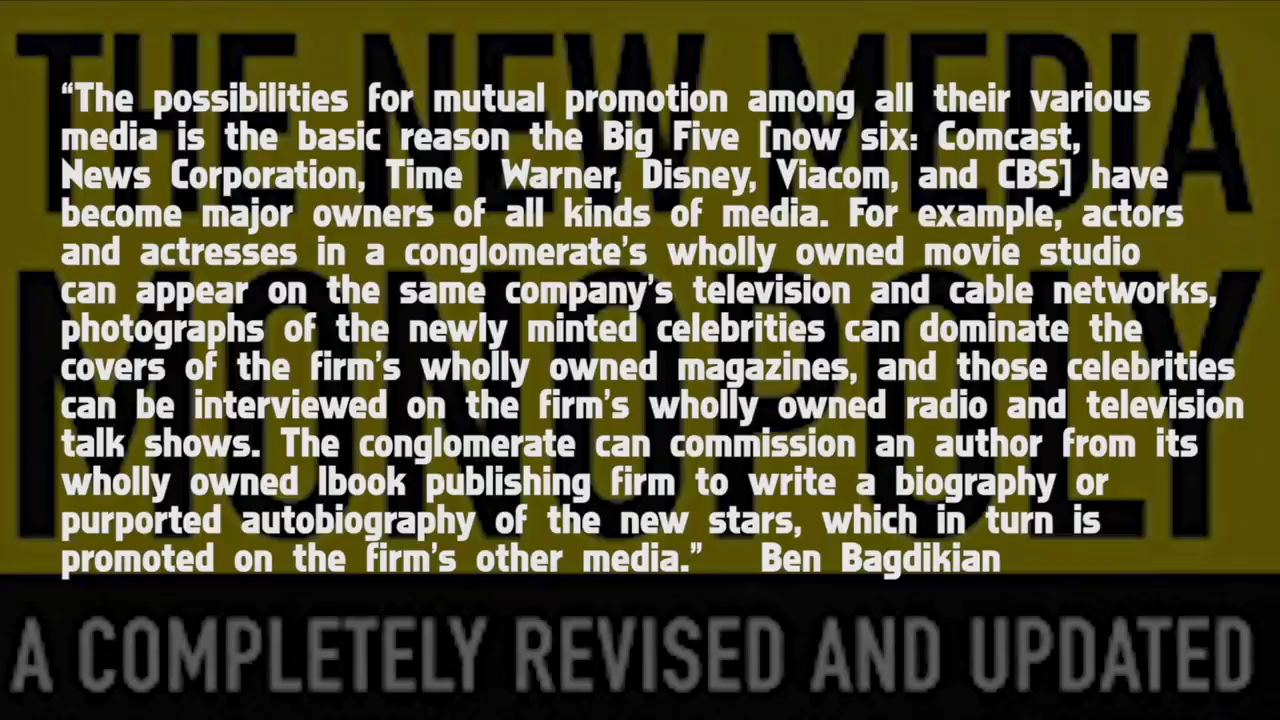 THE NEW MEDIA
MONOPOLY
“The possibilities for mutual promotion among all their various
media is the basic reason the Big Five [now six: Comcast,
News Corporation, Time Warner, Disney, Viacom, and CBS] have
become major owners of all kinds of media. For example, actors
and actresses in a conglomerate’s wholly owned movie studio
can appear on the same company’s television and cable networks,
photographs of the newly minted celebrities can dominate the
covers of the firm’s wholly owned magazines, and those celebrities
can be interviewed on the firm’s wholly owned radio and television
talk shows. The conglomerate can commission an author from its
wholly owned lbook publishing firm to write a biography or
purported autobiography of the new stars, which in turn is
promoted on the firm’s other media.” Ben Bagdikian
A COMPLETELY REVISED AND UPDATED